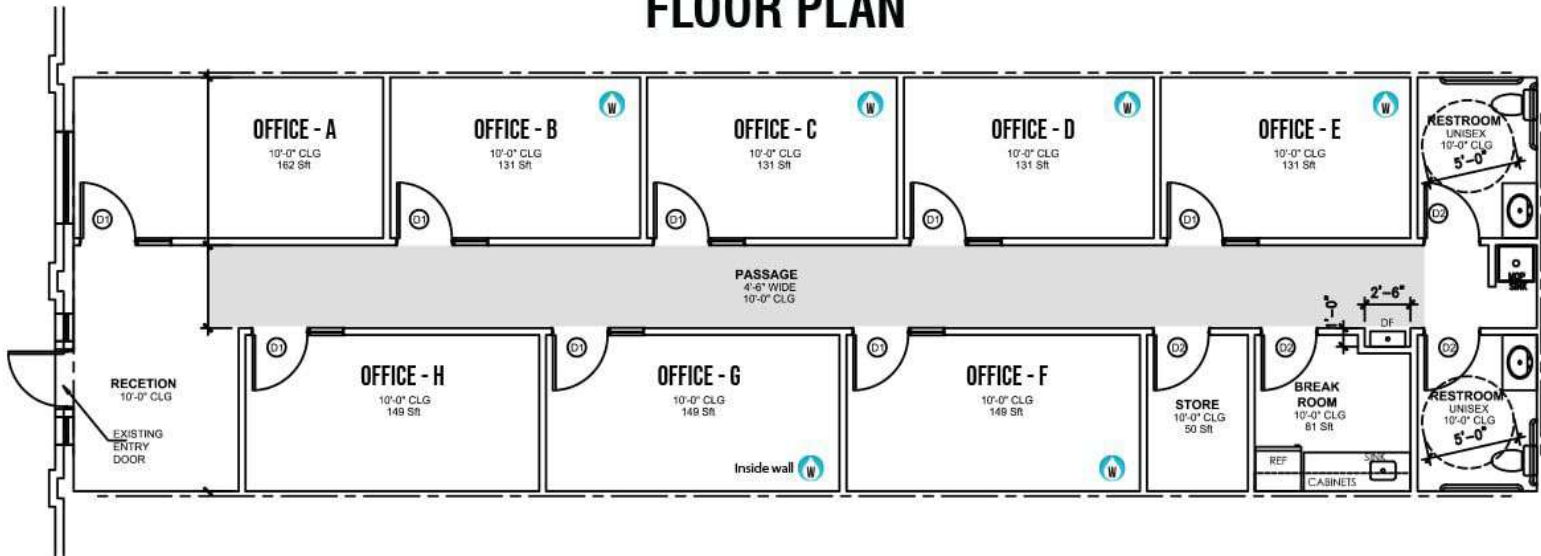 FLOOR PLAN
OFFICE - A
10'-0" CLG
162 Sft
D1
OFFICE - B
10'-0" CLG
131 Sft
W
D1
OFFICE - C
10'-0" CLG
131 Sft
W
D1
OFFICE - D
10'-0" CLG
131 Sft
W
D1
OFFICE - E
10'-0" CLG
131 Sft
W
D1
RESTROOM
UNISEX
10'-0" CLG
5'-0"
D2
PASSAGE
4'-6" WIDE
10'-0" CLG
MOP
SINK
RECETION
10'-0" CLG
EXISTING
ENTRY
DOOR
D1
OFFICE - H
10'-0" CLG
149 Sft
D1
OFFICE - G
10'-0" CLG
149 Sft
Inside wall W
D1
OFFICE - F
10'-0" CLG
149 Sft
W
D2
STORE
10'-0" CLG
50 Sft
D2
1'-0"
2'-6"
DF
BREAK
ROOM
10'-0" CLG
81 Sft
REF
SINK
CABINETS
D2
RESTROOM
UNISEX
10'-0" CLG
5'-0"